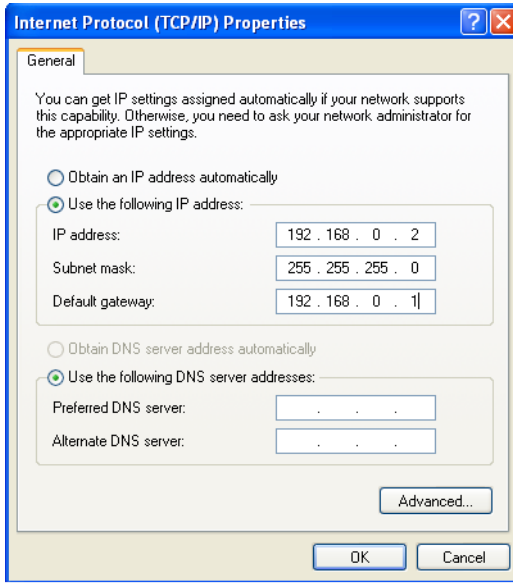 Internet Protocol (TCP/IP) Properties
General
You can get IP settings assigned automatically if your network supports
this capability. Otherwise, you need to ask your network administrator for
the appropriate IP settings.
Obtain an IP address automatically
Use the following IP address:
IP address: 192 . 168 . 0 . 2
Subnet mask: 255 . 255 . 255 . 0
Default gateway: 192 . 168 . 0 . 1
Obtain DNS server address automatically
Use the following DNS server addresses:
Preferred DNS server: . . .
Alternate DNS server: . . .
Advanced...
OK Cancel